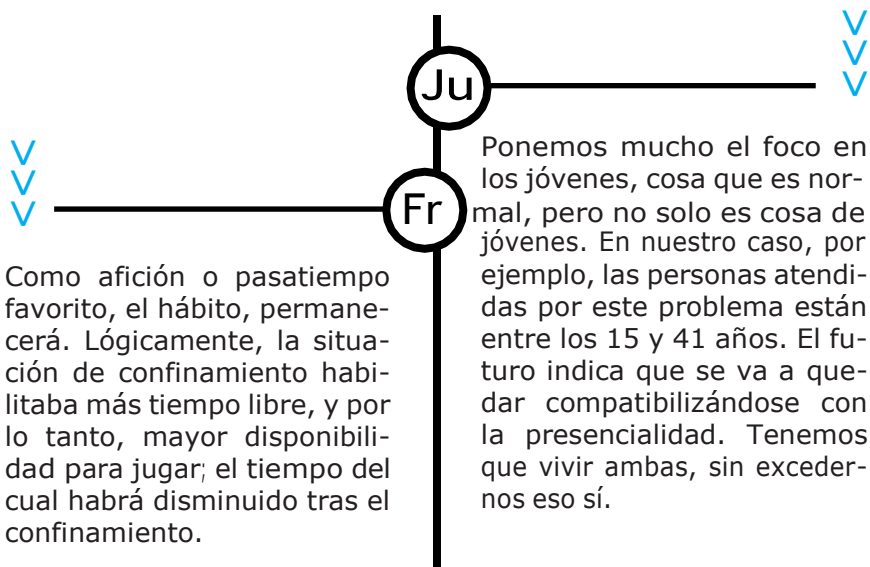 Ju
Ponemos mucho el foco en
los jóvenes, cosa que es nor-
mal, pero no solo es cosa de
jóvenes. En nuestro caso, por
ejemplo, las personas atendi-
das por este problema están
entre los 15 y 41 años. El fu-
turo indica que se va a que-
dar compatibilizándose con
la presencialidad. Tenemos
que vivir ambas, sin exceder-
nos eso sí.
Fr
Como afición o pasatiempo
favorito, el hábito, permane-
cerá. Lógicamente, la situa-
ción de confinamiento habi-
litaba más tiempo libre, y por
lo tanto, mayor disponibili-
dad para jugar; el tiempo del
cual habrá disminuido tras el
confinamiento.